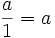 a/1 = a